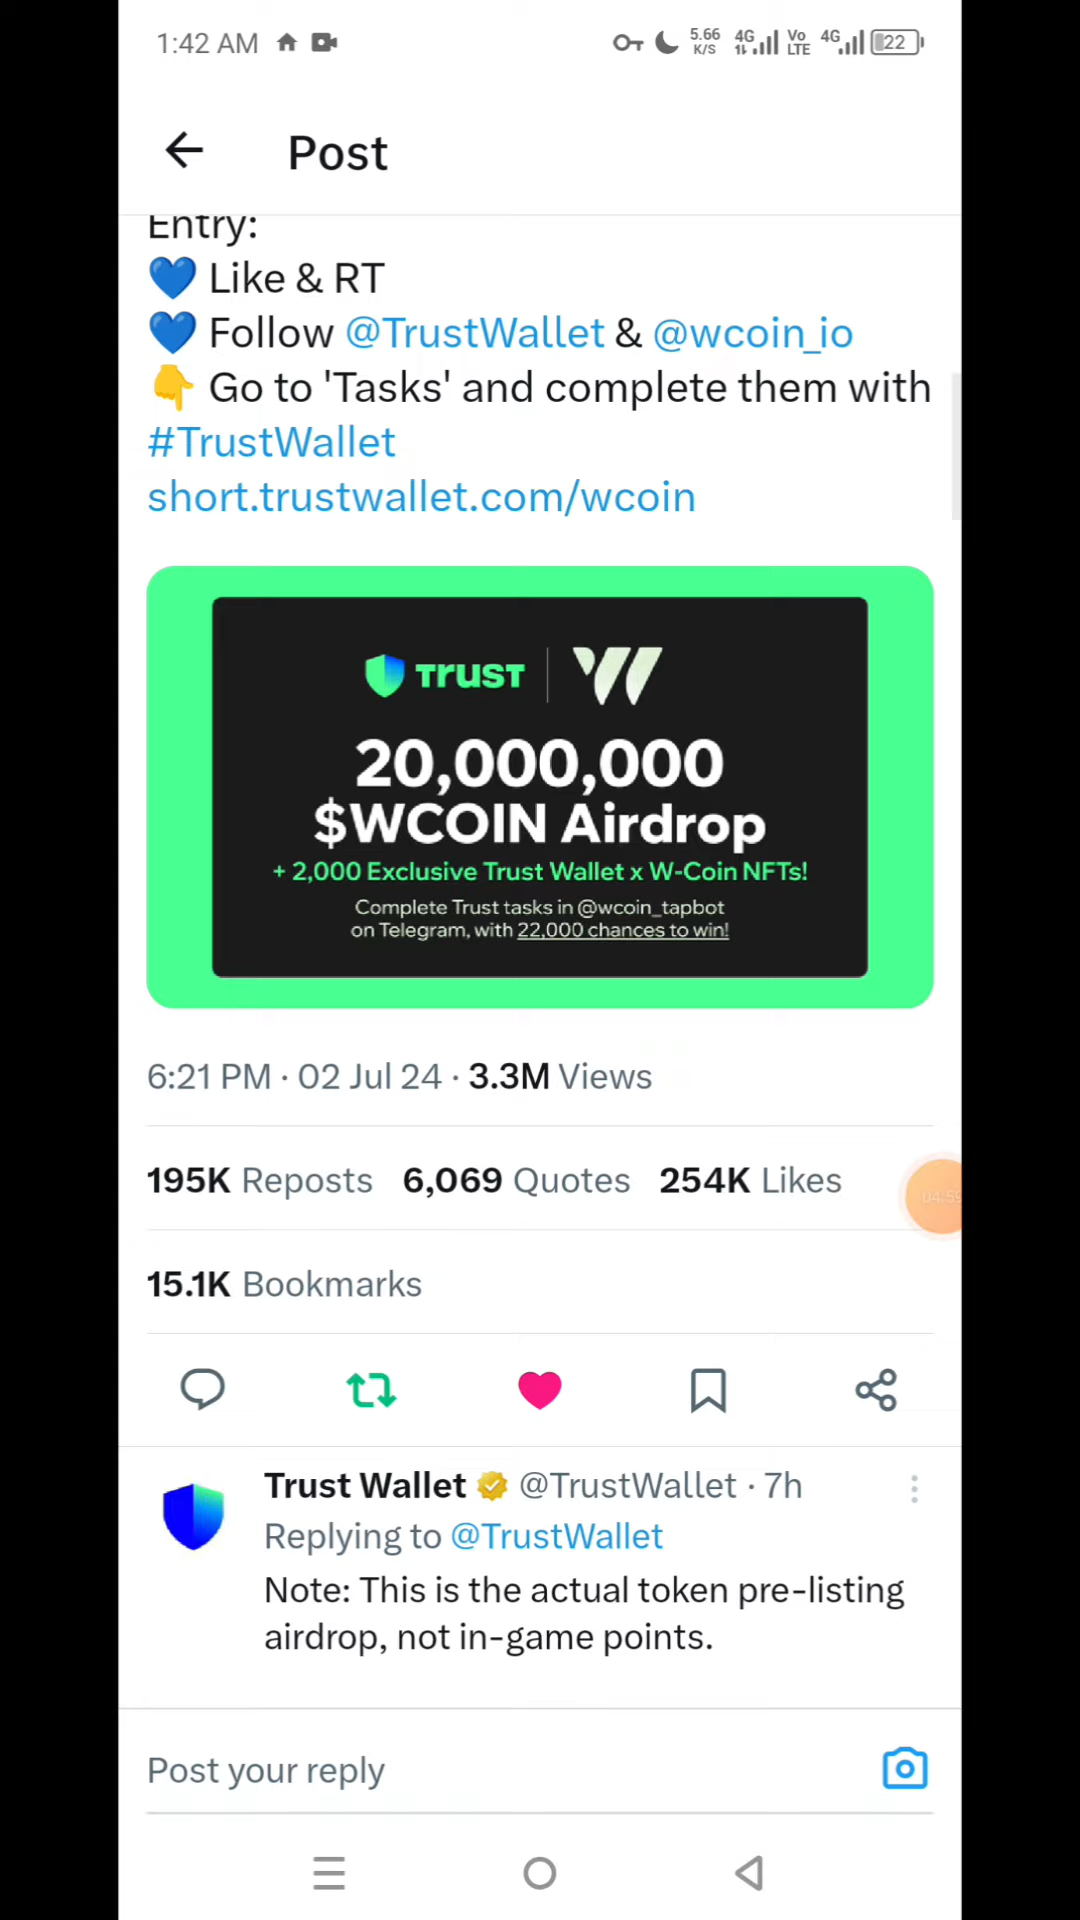 1:42 AM 5.66 K/S 4G Vo LTE 4G 22
Post
Entry:
💙 Like & RT
💙 Follow @TrustWallet & @wcoin_io
👇 Go to 'Tasks' and complete them with
#TrustWallet
short.trustwallet.com/wcoin
TRUST W
20,000,000
$WCOIN Airdrop
+ 2,000 Exclusive Trust Wallet x W-Coin NFTs!
Complete Trust tasks in @wcoin_tapbot
on Telegram, with 22,000 chances to win!
6:21 PM · 02 Jul 24 · 3.3M Views
195K Reposts 6,069 Quotes 254K Likes
04:59
15.1K Bookmarks
Trust Wallet @TrustWallet · 7h
Replying to @TrustWallet
Note: This is the actual token pre-listing
airdrop, not in-game points.
Post your reply